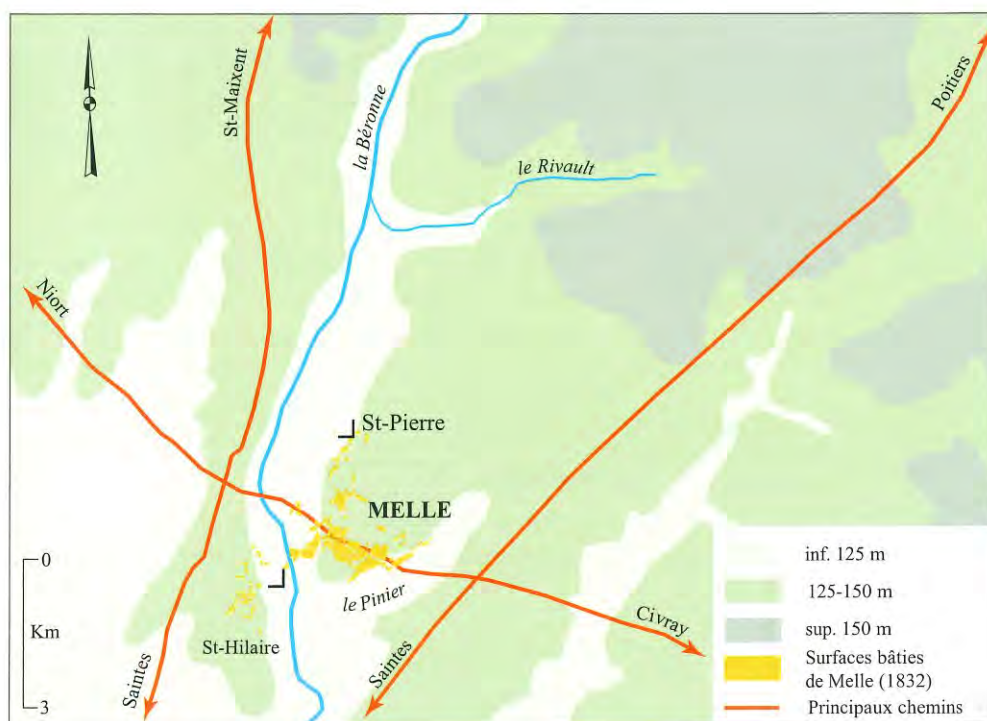 St-Maixent
la Béronne
Poitiers
le Rivault
Niort
St-Pierre
MELLE
0
Km
3
le Pinier
St-Hilaire
Saintes
Saintes
Civray
inf. 125 m
125-150 m
sup. 150 m
Surfaces bâties
de Melle (1832)
Principaux chemins